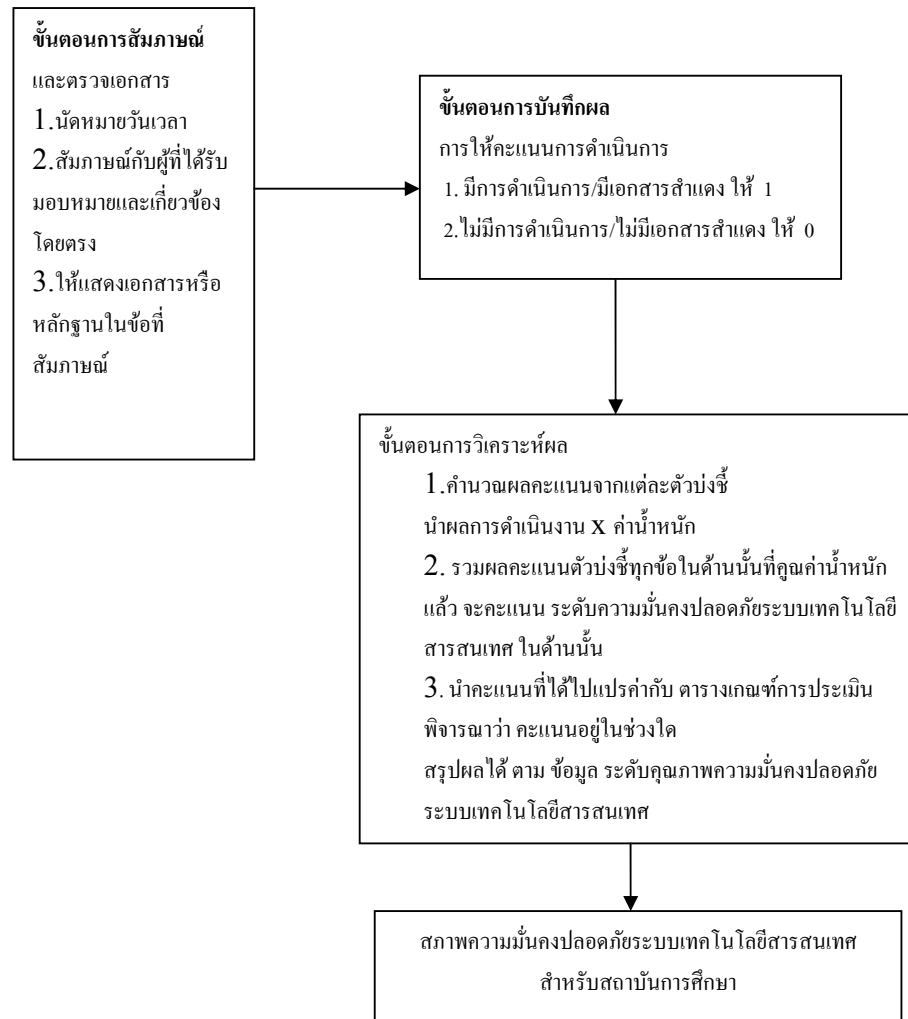 ขั้นตอนการสัมภาษณ์
และตรวจเอกสาร
1.นัดหมายวันเวลา
2.สัมภาษณ์กับผู้ที่ได้รับ
มอบหมายและเกี่ยวข้อง
โดยตรง
3.ให้แสดงเอกสารหรือ
หลักฐานในข้อที่
สัมภาษณ์
ขั้นตอนการบันทึกผล
การให้คะแนนการดำเนินการ
1. มีการดำเนินการ/มีเอกสารสำแดง ให้ 1
2.ไม่มีการดำเนินการ/ไม่มีเอกสารสำแดง ให้ 0
ขั้นตอนการวิเคราะห์ผล
1.คำนวณผลคะแนนจากแต่ละตัวบ่งชี้
นำผลการดำเนินงาน x ค่าน้ำหนัก
2. รวมผลคะแนนตัวบ่งชี้ทุกข้อในด้านนั้นที่คูณค่าน้ำหนัก
แล้ว จะคะแนน ระดับความมั่นคงปลอดภัยระบบเทคโนโลยี
สารสนเทศ ในด้านนั้น
3. นำคะแนนที่ได้ไปแปรค่ากับ ตารางเกณฑ์การประเมิน
พิจารณาว่า คะแนนอยู่ในช่วงใด
สรุปผลได้ ตาม ข้อมูล ระดับคุณภาพความมั่นคงปลอดภัย
ระบบเทคโนโลยีสารสนเทศ
สภาพความมั่นคงปลอดภัยระบบเทคโนโลยีสารสนเทศ
สำหรับสถาบันการศึกษา